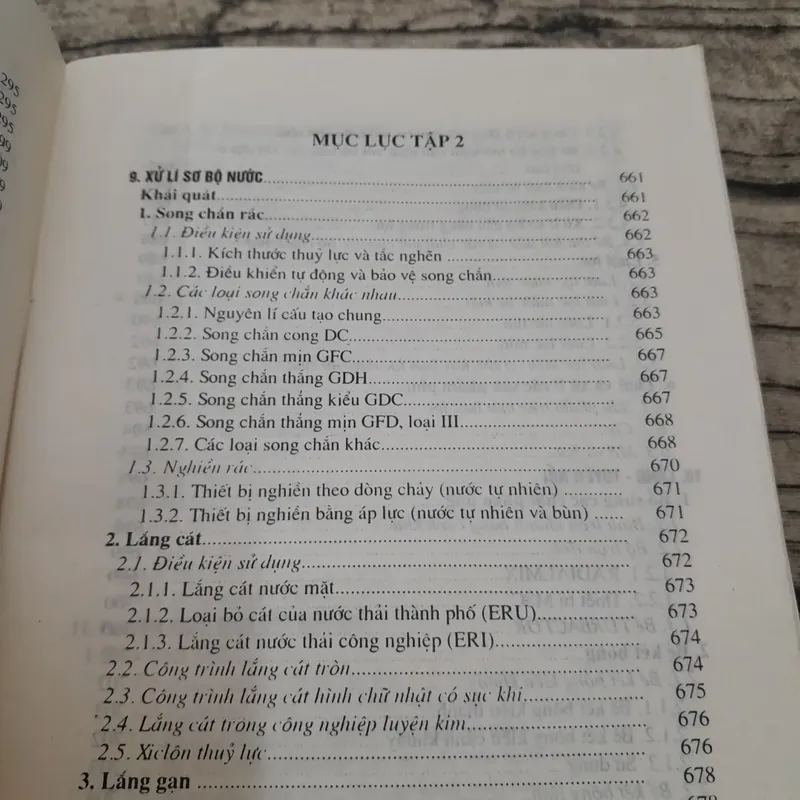 295
295
295
99
99
9
9
MỤC LỤC TẬP 2
9. XỬ LÍ SƠ BỘ NƯỚC 661
Khái quát 661
1. Song chắn rác 662
1.1. Điều kiện sử dụng 662
1.1.1. Kích thước thuỷ lực và tắc nghẽn 663
1.1.2. Điều khiển tự động và bảo vệ song chắn 663
1.2. Các loại song chắn khác nhau 663
1.2.1. Nguyên lí cấu tạo chung 663
1.2.2. Song chắn cong DC 665
1.2.3. Song chắn mịn GFC 667
1.2.4. Song chắn thẳng GDH 667
1.2.5. Song chắn thẳng kiểu GDC 667
1.2.6. Song chắn thẳng mịn GFD, loại III 668
1.2.7. Các loại song chắn khác 668
1.3. Nghiền rác 670
1.3.1. Thiết bị nghiền theo dòng chảy (nước tự nhiên) 671
1.3.2. Thiết bị nghiền bằng áp lực (nước tự nhiên và bùn) 671
2. Lắng cát 672
2.1. Điều kiện sử dụng 672
2.1.1. Lắng cát nước mặt 673
2.1.2. Loại bỏ cát của nước thải thành phố (ERU) 673
2.1.3. Lắng cát nước thải công nghiệp (ERI) 674
2.2. Công trình lắng cát tròn 674
2.3. Công trình lắng cát hình chữ nhật có sục khí 675
2.4. Lắng cát trong công nghiệp luyện kim 676
2.5. Xiclôn thuỷ lực 676
3. Lắng gạn 678